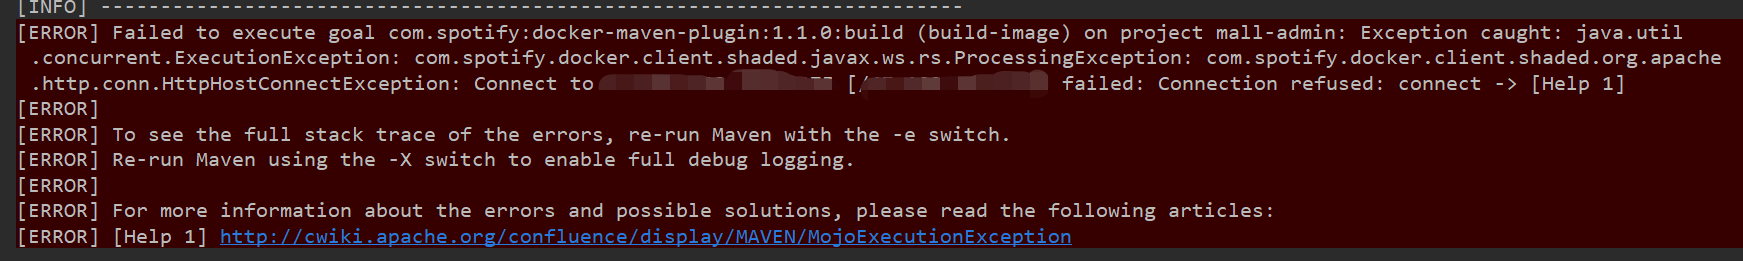 [INFO] ------------------------------------------------------------------------
[ERROR] Failed to execute goal com.spotify:docker-maven-plugin:1.1.0:build (build-image) on project mall-admin: Exception caught: java.util
.concurrent.ExecutionException: com.spotify.docker.client.shaded.javax.ws.rs.ProcessingException: com.spotify.docker.client.shaded.org.apache
.http.conn.HttpHostConnectException: Connect to [/ failed: Connection refused: connect -> [Help 1]
[ERROR]
[ERROR] To see the full stack trace of the errors, re-run Maven with the -e switch.
[ERROR] Re-run Maven using the -X switch to enable full debug logging.
[ERROR]
[ERROR] For more information about the errors and possible solutions, please read the following articles:
[ERROR] [Help 1] http://cwiki.apache.org/confluence/display/MAVEN/MojoExecutionException